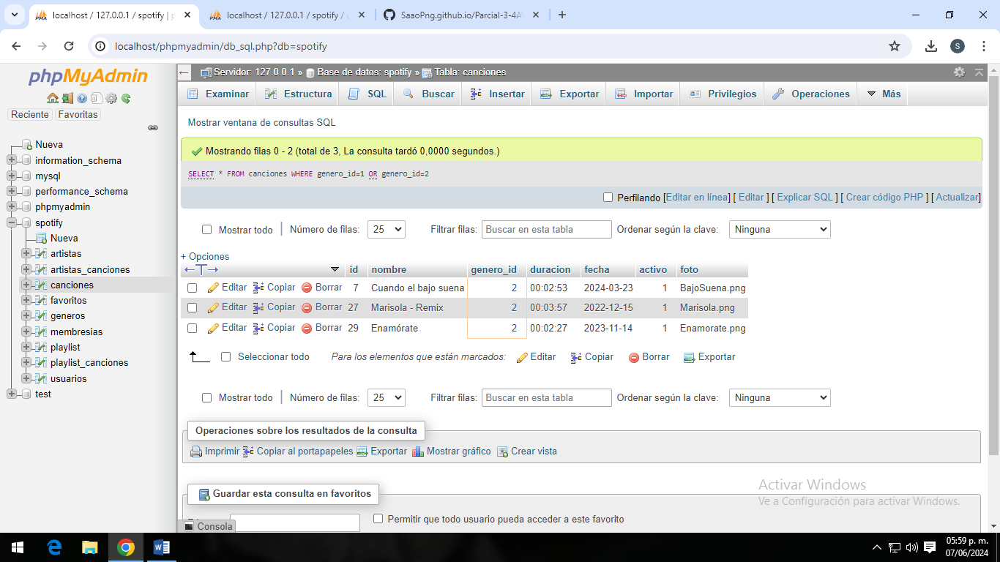 localhost / 127.0.0.1 / spotify | p
localhost / 127.0.0.1 / spotify /
SaaoPng.github.io/Parcial-3-4A
localhost/phpmyadmin/db_sql.php?db=spotify
S
phpMyAdmin
Reciente Favoritas
Nueva
information_schema
mysql
performance_schema
phpmyadmin
spotify
Nueva
artistas
artistas_canciones
canciones
favoritos
generos
membresias
playlist
playlist_canciones
usuarios
test
Servidor: 127.0.0.1 » Base de datos: spotify » Tabla: canciones
Examinar Estructura SQL Buscar Insertar Exportar Importar Privilegios Operaciones Más
Mostrar ventana de consultas SQL
Mostrando filas 0 - 2 (total de 3, La consulta tardó 0,0000 segundos.)
SELECT * FROM canciones WHERE genero_id=1 OR genero_id=2
Perfilando [Editar en línea] [ Editar ] [ Explicar SQL ] [ Crear código PHP ] [ Actualizar]
Mostrar todo | Número de filas: 25 Filtrar filas: Buscar en esta tabla Ordenar según la clave: Ninguna
+ Opciones
←T→ id nombre genero_id duracion fecha activo foto
Editar Copiar Borrar 7 Cuando el bajo suena 2 00:02:53 2024-03-23 1 BajoSuena.png
Editar Copiar Borrar 27 Marisola - Remix 2 00:03:57 2022-12-15 1 Marisola.png
Editar Copiar Borrar 29 Enamórate 2 00:02:27 2023-11-14 1 Enamorate.png
Seleccionar todo Para los elementos que están marcados: Editar Copiar Borrar Exportar
Mostrar todo | Número de filas: 25 Filtrar filas: Buscar en esta tabla Ordenar según la clave: Ninguna
Operaciones sobre los resultados de la consulta
Imprimir Copiar al portapapeles Exportar Mostrar gráfico Crear vista
Guardar esta consulta en favoritos
Permitir que todo usuario pueda acceder a este favorito
Consola
Activar Windows
Ve a Configuración para activar Windows.
05:59 p. m.
07/06/2024